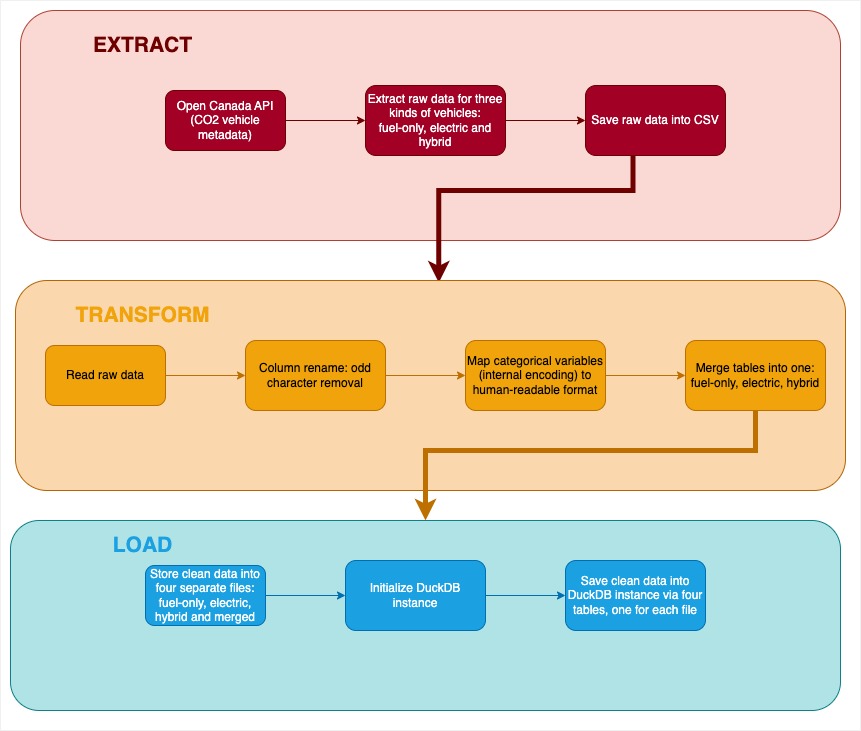 EXTRACT
Open Canada API
(CO2 vehicle
metadata)
Extract raw data for three
kinds of vehicles:
fuel-only, electric and
hybrid
Save raw data into CSV
TRANSFORM
Read raw data
Column rename: odd
character removal
Map categorical variables
(internal encoding) to
human-readable format
Merge tables into one:
fuel-only, electric, hybrid
LOAD
Store clean data into
four separate files:
fuel-only, electric,
hybrid and merged
Initialize DuckDB
instance
Save clean data into
DuckDB instance via four
tables, one for each file